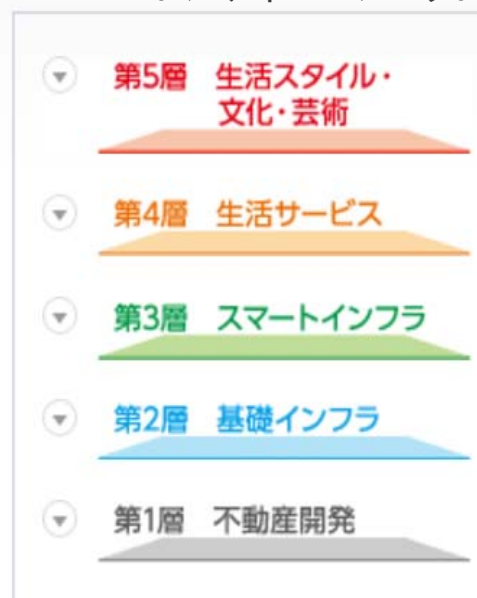 第5層 生活スタイル・
文化・芸術
第4層 生活サービス
第3層 スマートインフラ
第2層 基礎インフラ
第1層 不動産開発